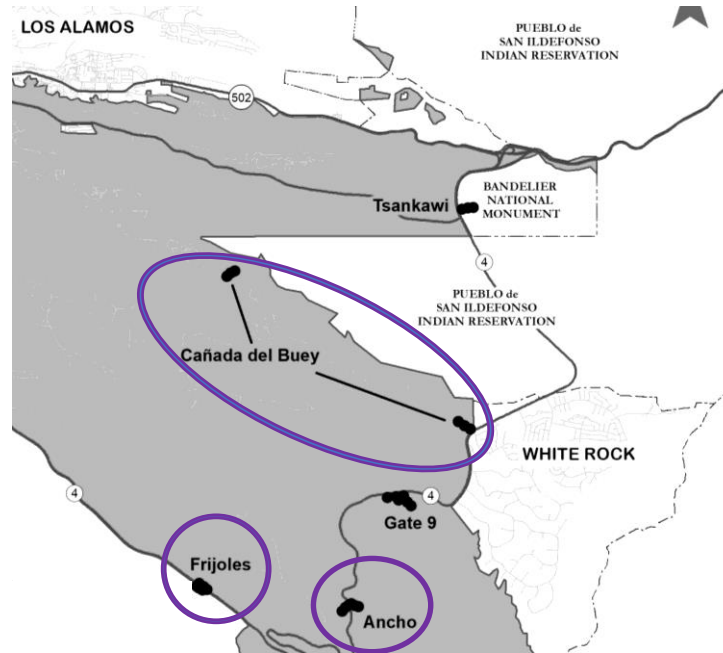 LOS ALAMOS
PUEBLO de
SAN ILDEFONSO
INDIAN RESERVATION
502
Tsankawi
BANDELIER
NATIONAL
MONUMENT
4
PUEBLO de
SAN ILDEFONSO
INDIAN RESERVATION
Cañada del Buey
WHITE ROCK
4
4
Gate 9
Frijoles
Ancho